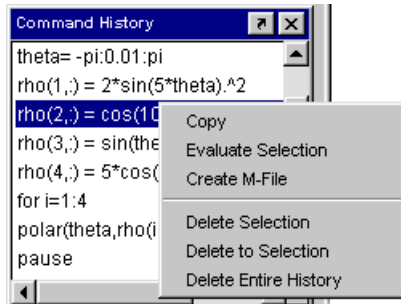 Command History
theta= -pi:0.01:pi
rho(1,:) = 2*sin(5*theta).^2
rho(2,:) = cos(10
rho(3,:) = sin(the
rho(4,:) = 5*cos(
for i=1:4
polar(theta,rho(i
pause
Copy
Evaluate Selection
Create M-File
Delete Selection
Delete to Selection
Delete Entire History